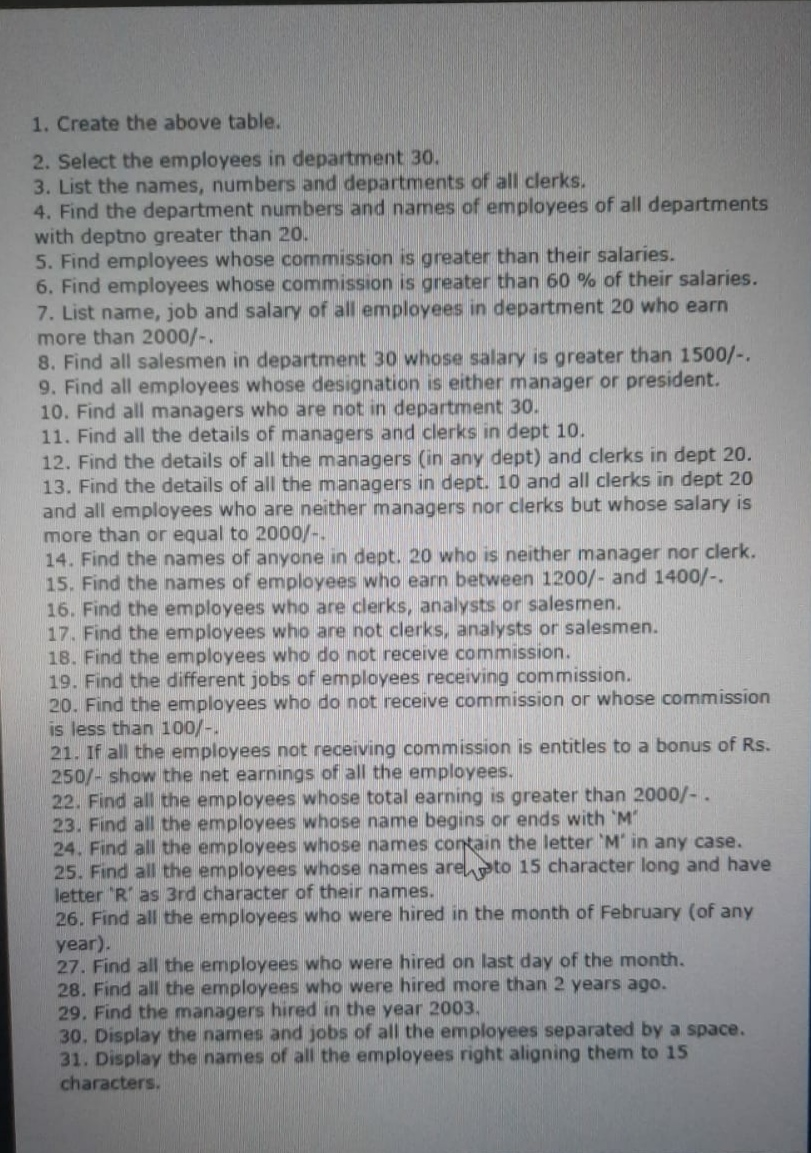 1. Create the above table.
2. Select the employees in department 30.
3. List the names, numbers and departments of all clerks.
4. Find the department numbers and names of employees of all departments
with deptno greater than 20.
5. Find employees whose commission is greater than their salaries.
6. Find employees whose commission is greater than 60 % of their salaries.
7. List name, job and salary of all employees in department 20 who earn
more than 2000/-.
8. Find all salesmen in department 30 whose salary is greater than 1500/-.
9. Find all employees whose designation is either manager or president.
10. Find all managers who are not in department 30.
11. Find all the details of managers and clerks in dept 10.
12. Find the details of all the managers (in any dept) and clerks in dept 20.
13. Find the details of all the managers in dept. 10 and all clerks in dept 20
and all employees who are neither managers nor clerks but whose salary is
more than or equal to 2000/-.
14. Find the names of anyone in dept. 20 who is neither manager nor clerk.
15. Find the names of employees who earn between 1200/- and 1400/-.
16. Find the employees who are clerks, analysts or salesmen.
17. Find the employees who are not clerks, analysts or salesmen.
18. Find the employees who do not receive commission.
19. Find the different jobs of employees receiving commission.
20. Find the employees who do not receive commission or whose commission
is less than 100/-.
21. If all the employees not receiving commission is entitles to a bonus of Rs.
250/- show the net earnings of all the employees.
22. Find all the employees whose total earning is greater than 2000/- .
23. Find all the employees whose name begins or ends with `M'
24. Find all the employees whose names contain the letter `M' in any case.
25. Find all the employees whose names are to 15 character long and have
letter `R' as 3rd character of their names.
26. Find all the employees who were hired in the month of February (of any
year).
27. Find all the employees who were hired on last day of the month.
28. Find all the employees who were hired more than 2 years ago.
29. Find the managers hired in the year 2003.
30. Display the names and jobs of all the employees separated by a space.
31. Display the names of all the employees right aligning them to 15
characters.